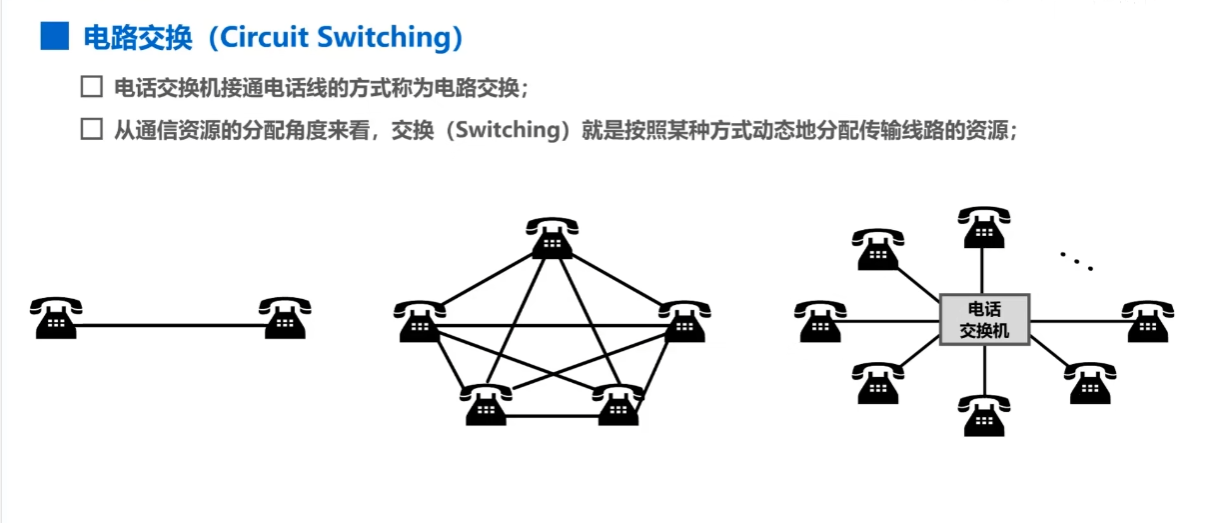 电路交换（Circuit Switching）
电话交换机接通电话线的方式称为电路交换；
从通信资源的分配角度来看，交换（Switching）就是按照某种方式动态地分配传输线路的资源；
电话
交换机